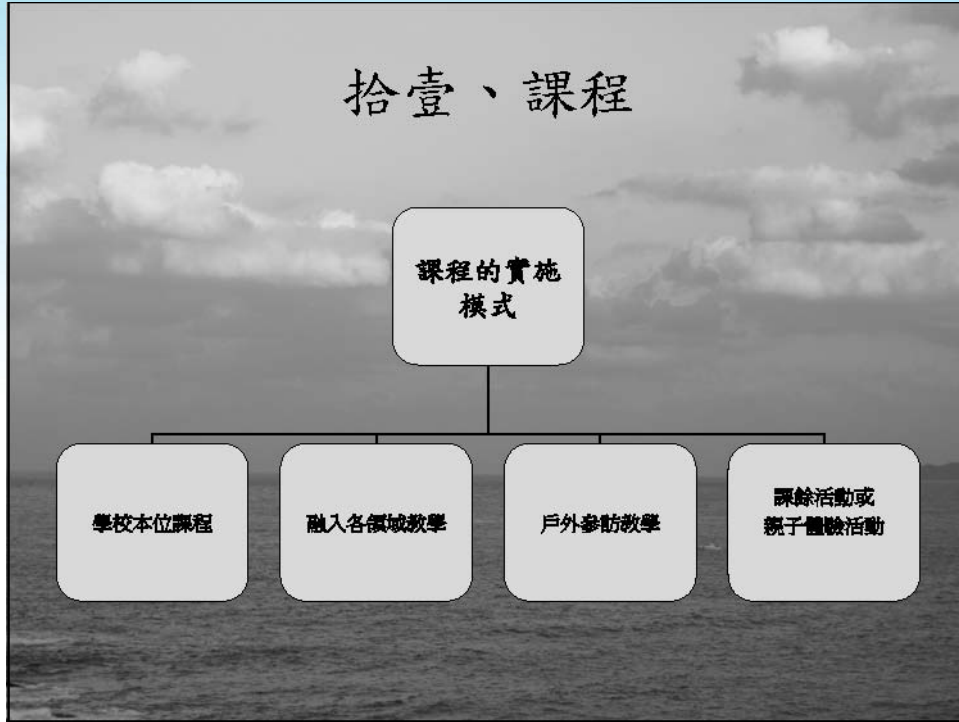 拾壹、課程
課程的實施
模式
學校本位課程
融入各領域教學
戶外參訪教學
課餘活動或
親子體驗活動